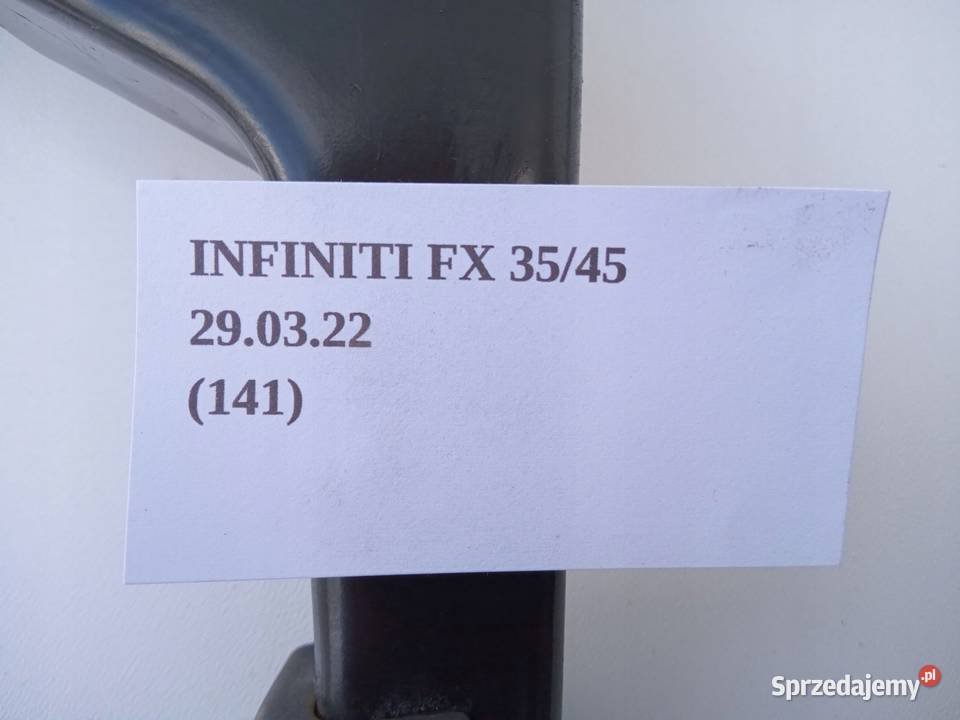 INFINITI FX 35/45
29.03.22
(141)
Sprzedajemy.pl